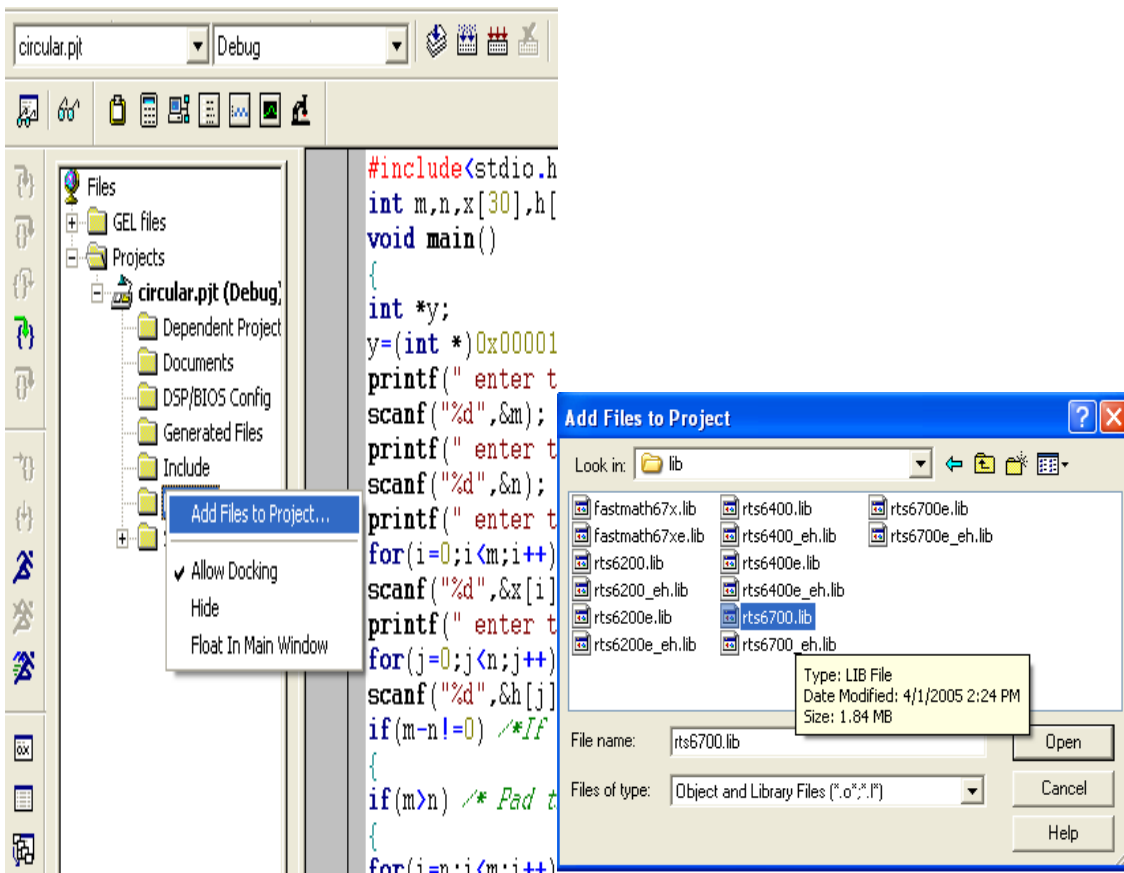 circular.pjt
Debug
Files
GEL files
Projects
circular.pjt (Debug)
Dependent Project
Documents
DSP/BIOS Config
Generated Files
Include
Add Files to Project...
Allow Docking
Hide
Float In Main Window
#include<stdio.h
int m,n,x[30],h[
void main()
{
int *y;
y=(int *)0x00001
printf(" enter t
scanf("%d",&m);
printf(" enter t
scanf("%d",&n);
printf(" enter t
for(i=0;i<m;i++)
scanf("%d",&x[i]
printf(" enter t
for(j=0;j<n;j++)
scanf("%d",&h[j]
if(m-n!=0) /*If
{
if(m>n) /* Pad t
{
for(i=n;i<m;i++)
Add Files to Project
Look in:
lib
fastmath67x.lib
fastmath67xe.lib
rts6200.lib
rts6200_eh.lib
rts6200e.lib
rts6200e_eh.lib
rts6400.lib
rts6400_eh.lib
rts6400e.lib
rts6400e_eh.lib
rts6700.lib
rts6700_eh.lib
rts6700e.lib
rts6700e_eh.lib
Type: LIB File
Date Modified: 4/1/2005 2:24 PM
Size: 1.84 MB
File name:
rts6700.lib
Open
Files of type:
Object and Library Files (*.o*;*.l*)
Cancel
Help